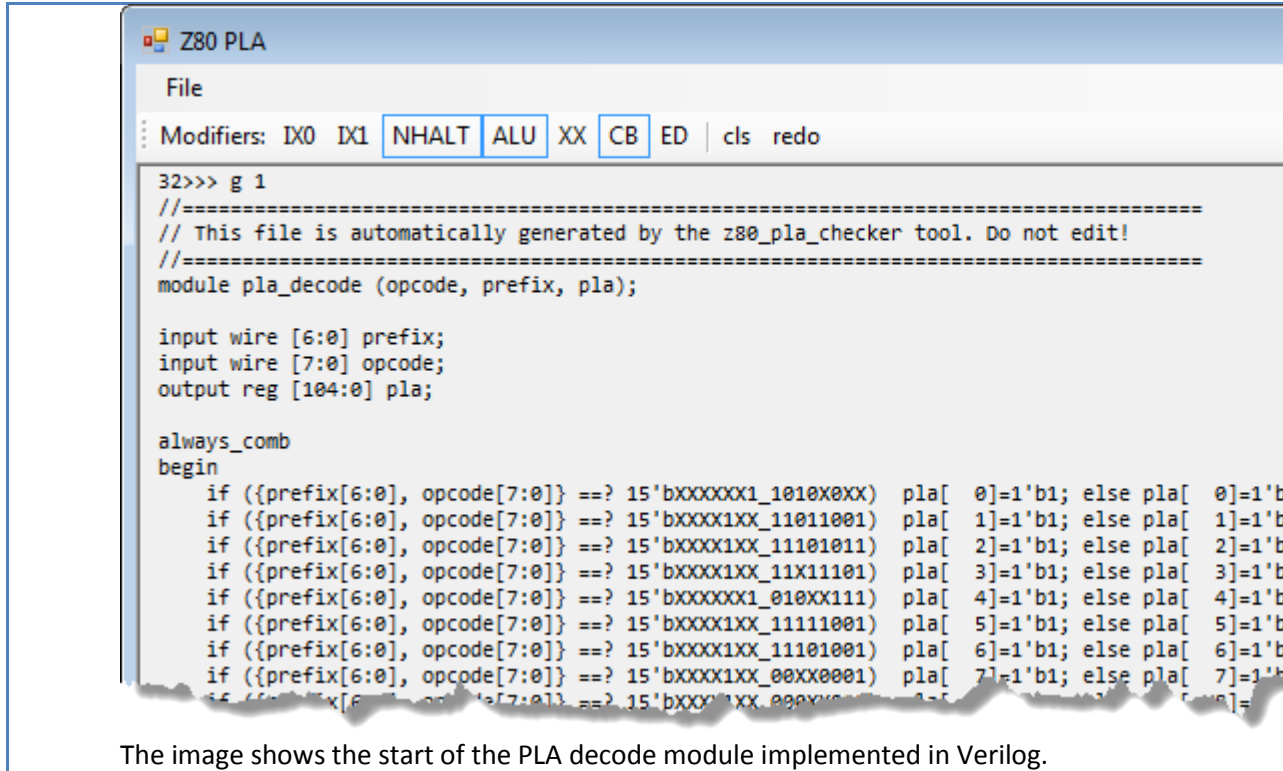 Z80 PLA
File
Modifiers: IX0 IX1 NHALT ALU XX CB ED cls redo
32>>> g 1
//=====================================================================================
// This file is automatically generated by the z80_pla_checker tool. Do not edit!
//=====================================================================================
module pla_decode (opcode, prefix, pla);
input wire [6:0] prefix;
input wire [7:0] opcode;
output reg [104:0] pla;
always_comb
begin
if ({prefix[6:0], opcode[7:0]} ==? 15'bXXXXXX1_1010X0XX) pla[ 0]=1'b1; else pla[ 0]=1'b
if ({prefix[6:0], opcode[7:0]} ==? 15'bXXXX1XX_11011001) pla[ 1]=1'b1; else pla[ 1]=1'b
if ({prefix[6:0], opcode[7:0]} ==? 15'bXXXX1XX_11101011) pla[ 2]=1'b1; else pla[ 2]=1'b
if ({prefix[6:0], opcode[7:0]} ==? 15'bXXXX1XX_11X11101) pla[ 3]=1'b1; else pla[ 3]=1'b
if ({prefix[6:0], opcode[7:0]} ==? 15'bXXXXXX1_010XX111) pla[ 4]=1'b1; else pla[ 4]=1'b
if ({prefix[6:0], opcode[7:0]} ==? 15'bXXXX1XX_11111001) pla[ 5]=1'b1; else pla[ 5]=1'b
if ({prefix[6:0], opcode[7:0]} ==? 15'bXXXX1XX_11101001) pla[ 6]=1'b1; else pla[ 6]=1'b
if ({prefix[6:0], opcode[7:0]} ==? 15'bXXXX1XX_00XX0001) pla[ 7]=1'b1; else pla[ 7]=1'b
The image shows the start of the PLA decode module implemented in Verilog.